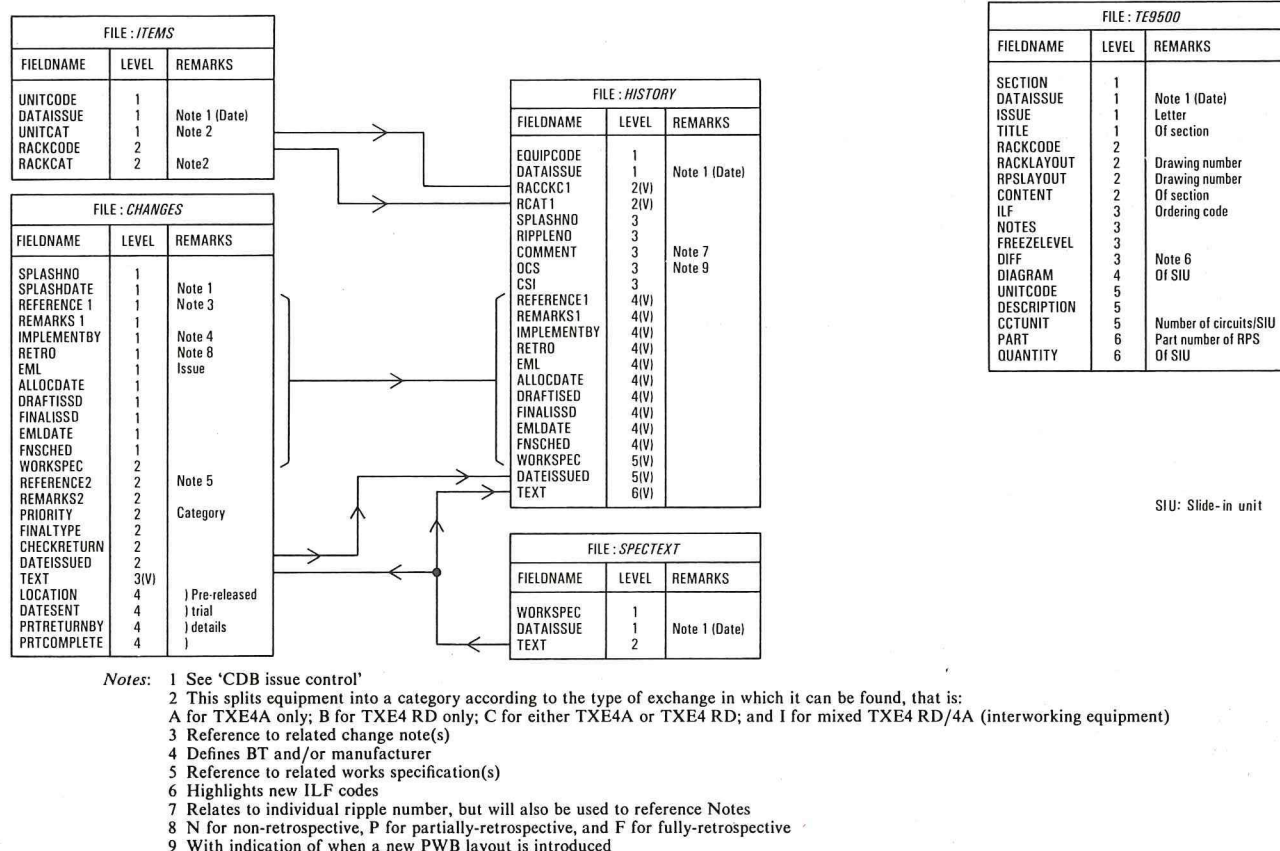 FILE : ITEMS
FIELDNAME LEVEL REMARKS
UNITCODE 1
DATAISSUE 1 Note 1 (Date)
UNITCAT 1 Note 2
RACKCODE 2
RACKCAT 2 Note2
FILE : CHANGES
FIELDNAME LEVEL REMARKS
SPLASHNO 1
SPLASHDATE 1 Note 1
REFERENCE 1 1 Note 3
REMARKS 1 1
IMPLEMENTBY 1 Note 4
RETRO 1 Note 8
EML 1 Issue
ALLOCDATE 1
DRAFTISSD 1
FINALISSD 1
EMLDATE 1
FNSCHED 1
WORKSPEC 2
REFERENCE2 2 Note 5
REMARKS2 2
PRIORITY 2 Category
FINALTYPE 2
CHECKRETURN 2
DATEISSUED 2
TEXT 3(V)
LOCATION 4 ) Pre-released
DATESENT 4 ) trial
PRTRETURNBY 4 ) details
PRTCOMPLETE 4 )
FILE : HISTORY
FIELDNAME LEVEL REMARKS
EQUIPCODE 1
DATAISSUE 1 Note 1 (Date)
RACCKC1 2(V)
RCAT1 2(V)
SPLASHNO 3
RIPPLENO 3
COMMENT 3 Note 7
OCS 3 Note 9
CSI 3
REFERENCE1 4(V)
REMARKS1 4(V)
IMPLEMENTBY 4(V)
RETRO 4(V)
EML 4(V)
ALLOCDATE 4(V)
DRAFTISED 4(V)
FINALISSD 4(V)
EMLDATE 4(V)
FNSCHED 4(V)
WORKSPEC 5(V)
DATEISSUED 5(V)
TEXT 6(V)
FILE : SPECTEXT
FIELDNAME LEVEL REMARKS
WORKSPEC 1
DATAISSUE 1 Note 1 (Date)
TEXT 2
FILE : TE9500
FIELDNAME LEVEL REMARKS
SECTION 1
DATAISSUE 1 Note 1 (Date)
ISSUE 1 Letter
TITLE 1 Of section
RACKCODE 2
RACKLAYOUT 2 Drawing number
RPSLAYOUT 2 Drawing number
CONTENT 2 Of section
ILF 3 Ordering code
NOTES 3
FREEZELEVEL 3
DIFF 3 Note 6
DIAGRAM 4 Of SIU
UNITCODE 5
DESCRIPTION 5
CCTUNIT 5 Number of circuits/SIU
PART 6 Part number of RPS
QUANTITY 6 Of SIU
SIU: Slide-in unit
Notes: 1 See ‘CDB issue control’
2 This splits equipment into a category according to the type of exchange in which it can be found, that is:
A for TXE4A only; B for TXE4 RD only; C for either TXE4A or TXE4 RD; and I for mixed TXE4 RD/4A (interworking equipment)
3 Reference to related change note(s)
4 Defines BT and/or manufacturer
5 Reference to related works specification(s)
6 Highlights new ILF codes
7 Relates to individual ripple number, but will also be used to reference Notes
8 N for non-retrospective, P for partially-retrospective, and F for fully-retrospective
9 With indication of when a new PWB layout is introduced